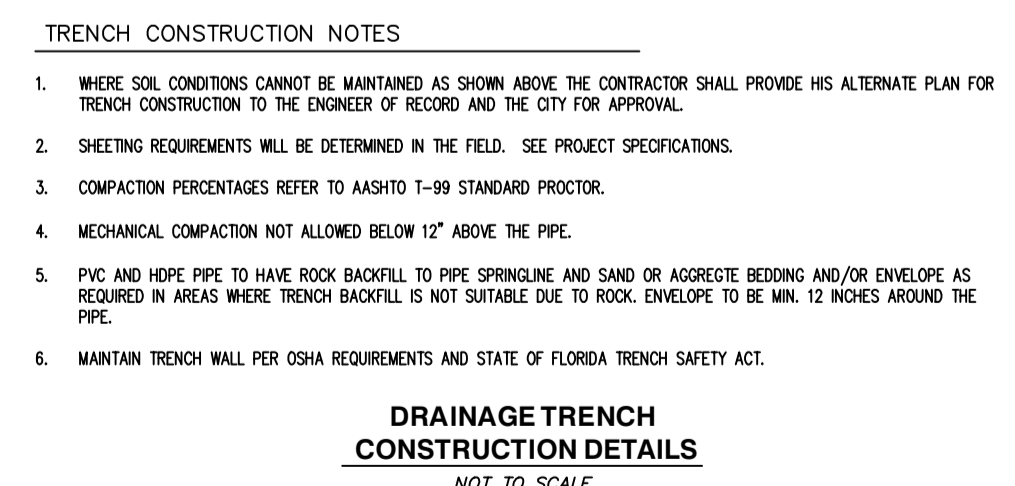 TRENCH CONSTRUCTION NOTES
1. WHERE SOIL CONDITIONS CANNOT BE MAINTAINED AS SHOWN ABOVE THE CONTRACTOR SHALL PROVIDE HIS ALTERNATE PLAN FOR
TRENCH CONSTRUCTION TO THE ENGINEER OF RECORD AND THE CITY FOR APPROVAL.
2. SHEETING REQUIREMENTS WILL BE DETERMINED IN THE FIELD. SEE PROJECT SPECIFICATIONS.
3. COMPACTION PERCENTAGES REFER TO AASHTO T-99 STANDARD PROCTOR.
4. MECHANICAL COMPACTION NOT ALLOWED BELOW 12" ABOVE THE PIPE.
5. PVC AND HDPE PIPE TO HAVE ROCK BACKFILL TO PIPE SPRINGLINE AND SAND OR AGGREGTE BEDDING AND/OR ENVELOPE AS
REQUIRED IN AREAS WHERE TRENCH BACKFILL IS NOT SUITABLE DUE TO ROCK. ENVELOPE TO BE MIN. 12 INCHES AROUND THE
PIPE.
6. MAINTAIN TRENCH WALL PER OSHA REQUIREMENTS AND STATE OF FLORIDA TRENCH SAFETY ACT.
DRAINAGE TRENCH
CONSTRUCTION DETAILS
NOT TO SCALE